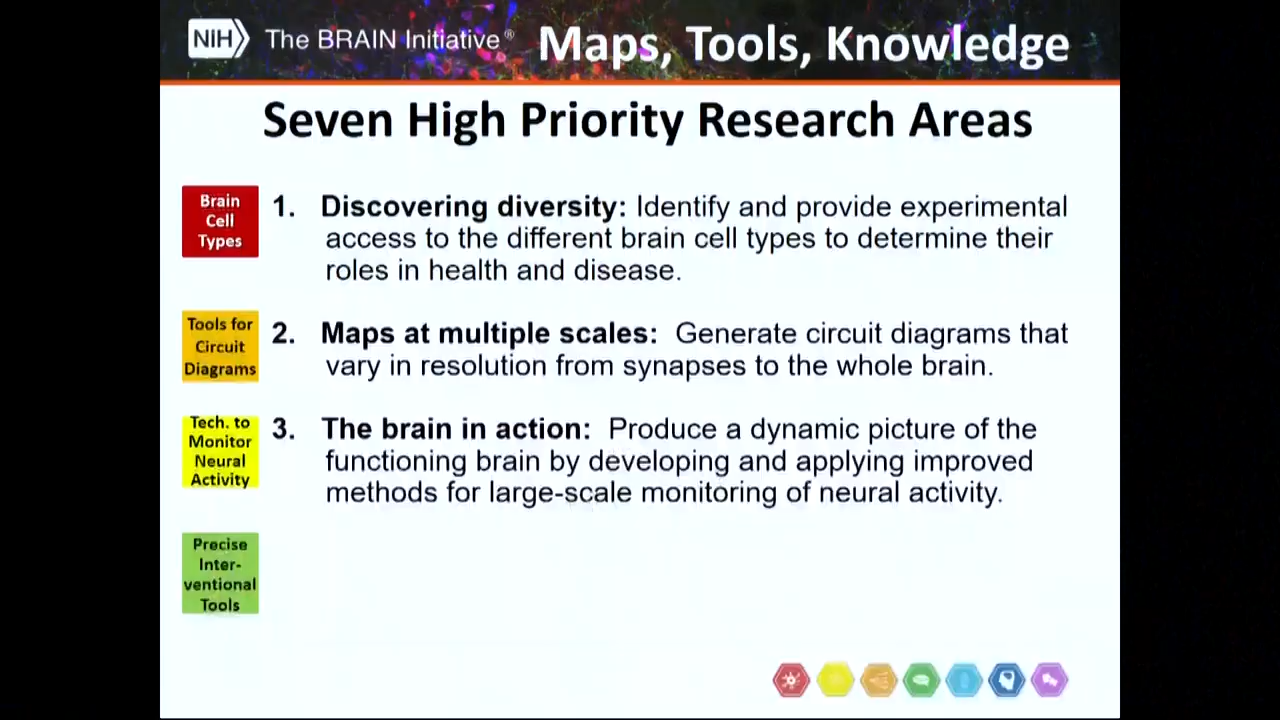 NIH The BRAIN Initiative® Maps, Tools, Knowledge
Seven High Priority Research Areas
Brain
Cell
Types
1. Discovering diversity: Identify and provide experimental
access to the different brain cell types to determine their
roles in health and disease.
Tools for
Circuit
Diagrams
2. Maps at multiple scales: Generate circuit diagrams that
vary in resolution from synapses to the whole brain.
Tech. to
Monitor
Neural
Activity
3. The brain in action: Produce a dynamic picture of the
functioning brain by developing and applying improved
methods for large-scale monitoring of neural activity.
Precise
Inter-
ventional
Tools